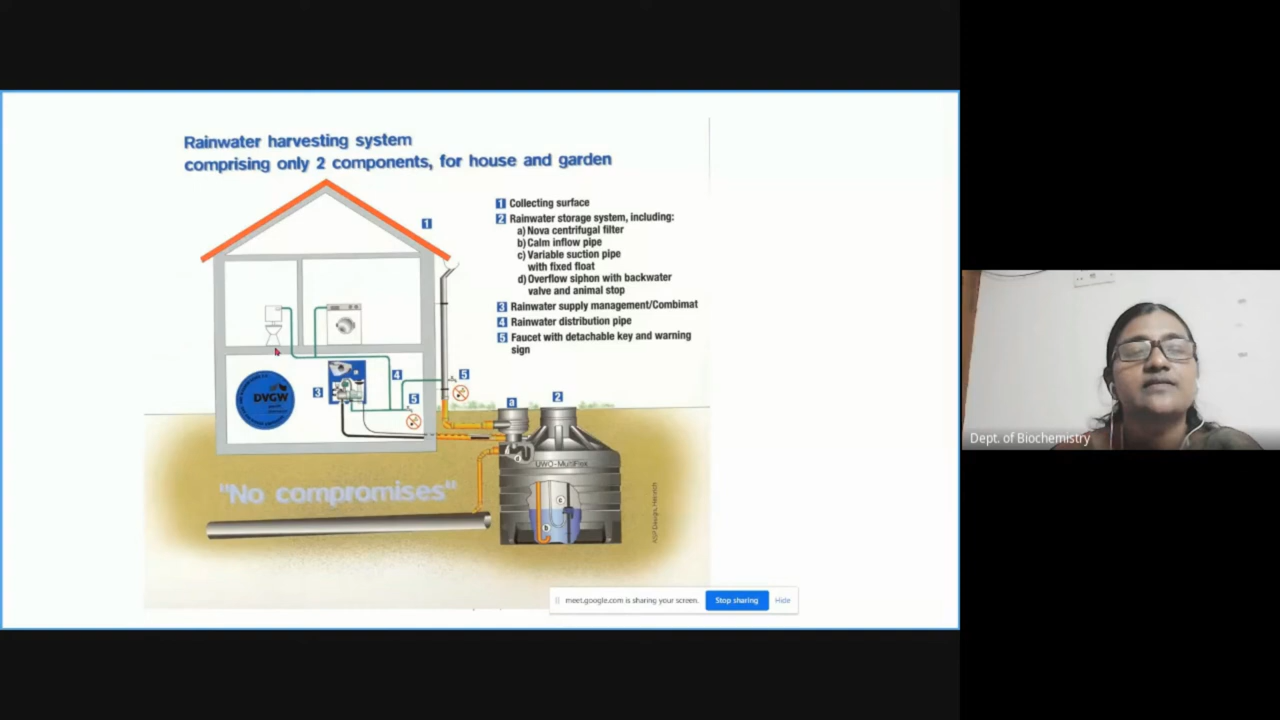 Rainwater harvesting system
comprising only 2 components, for house and garden
1 Collecting surface
2 Rainwater storage system, including:
a) Nova centrifugal filter
b) Calm inflow pipe
c) Variable suction pipe
with fixed float
d) Overflow siphon with backwater
valve and animal stop
3 Rainwater supply management/Combimat
4 Rainwater distribution pipe
5 Faucet with detachable key and warning
sign
1
3
4
5
5
a
2
DVGW
d
UWO-MultiFlex
c
b
"No compromises"
meet.google.com is sharing your screen.
Stop sharing
Hide
Dept. of Biochemistry